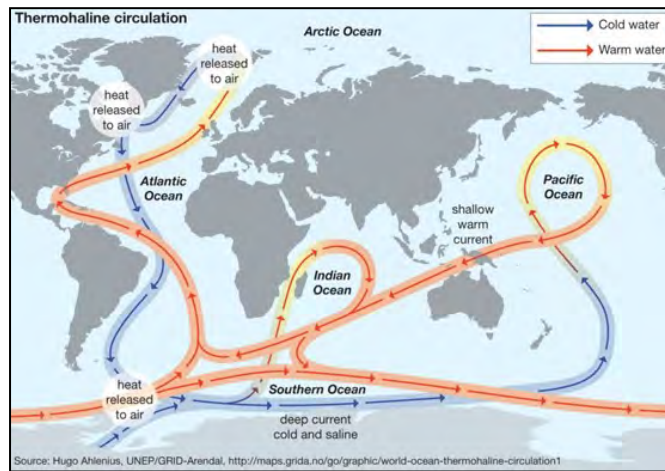 Thermohaline circulation
Arctic Ocean
Cold water
Warm water
heat
released
to air
heat
released
to air
Atlantic
Ocean
Pacific
Ocean
shallow
warm
current
Indian
Ocean
heat
released
to air
Southern Ocean
deep current
cold and saline
Source: Hugo Ahlenius, UNEP/GRID-Arendal, http://maps.grida.no/go/graphic/world-ocean-thermohaline-circulation1